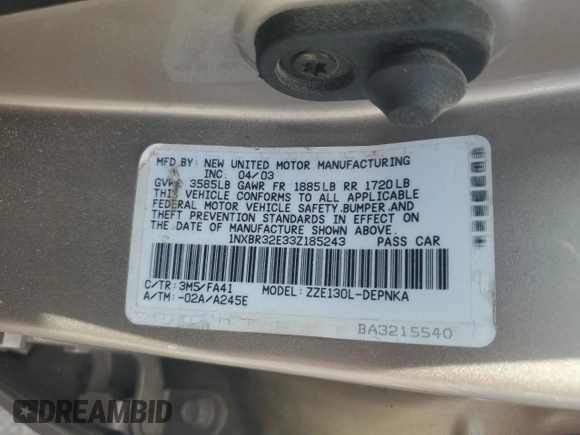 MFD. BY: NEW UNITED MOTOR MANUFACTURING
INC. 04/03
GVWR 3585LB GAWR FR 1885LB RR 1720LB
THIS VEHICLE CONFORMS TO ALL APPLICABLE
FEDERAL MOTOR VEHICLE SAFETY, BUMPER, AND
THEFT PREVENTION STANDARDS IN EFFECT ON
THE DATE OF MANUFACTURE SHOWN ABOVE.
1NXBR32E33Z185243 PASS CAR
C/TR: 3M5/FA41 MODEL: ZZE130L-DEPNKA
A/TM: -02A/A245E
BA3215540
DREAMBID